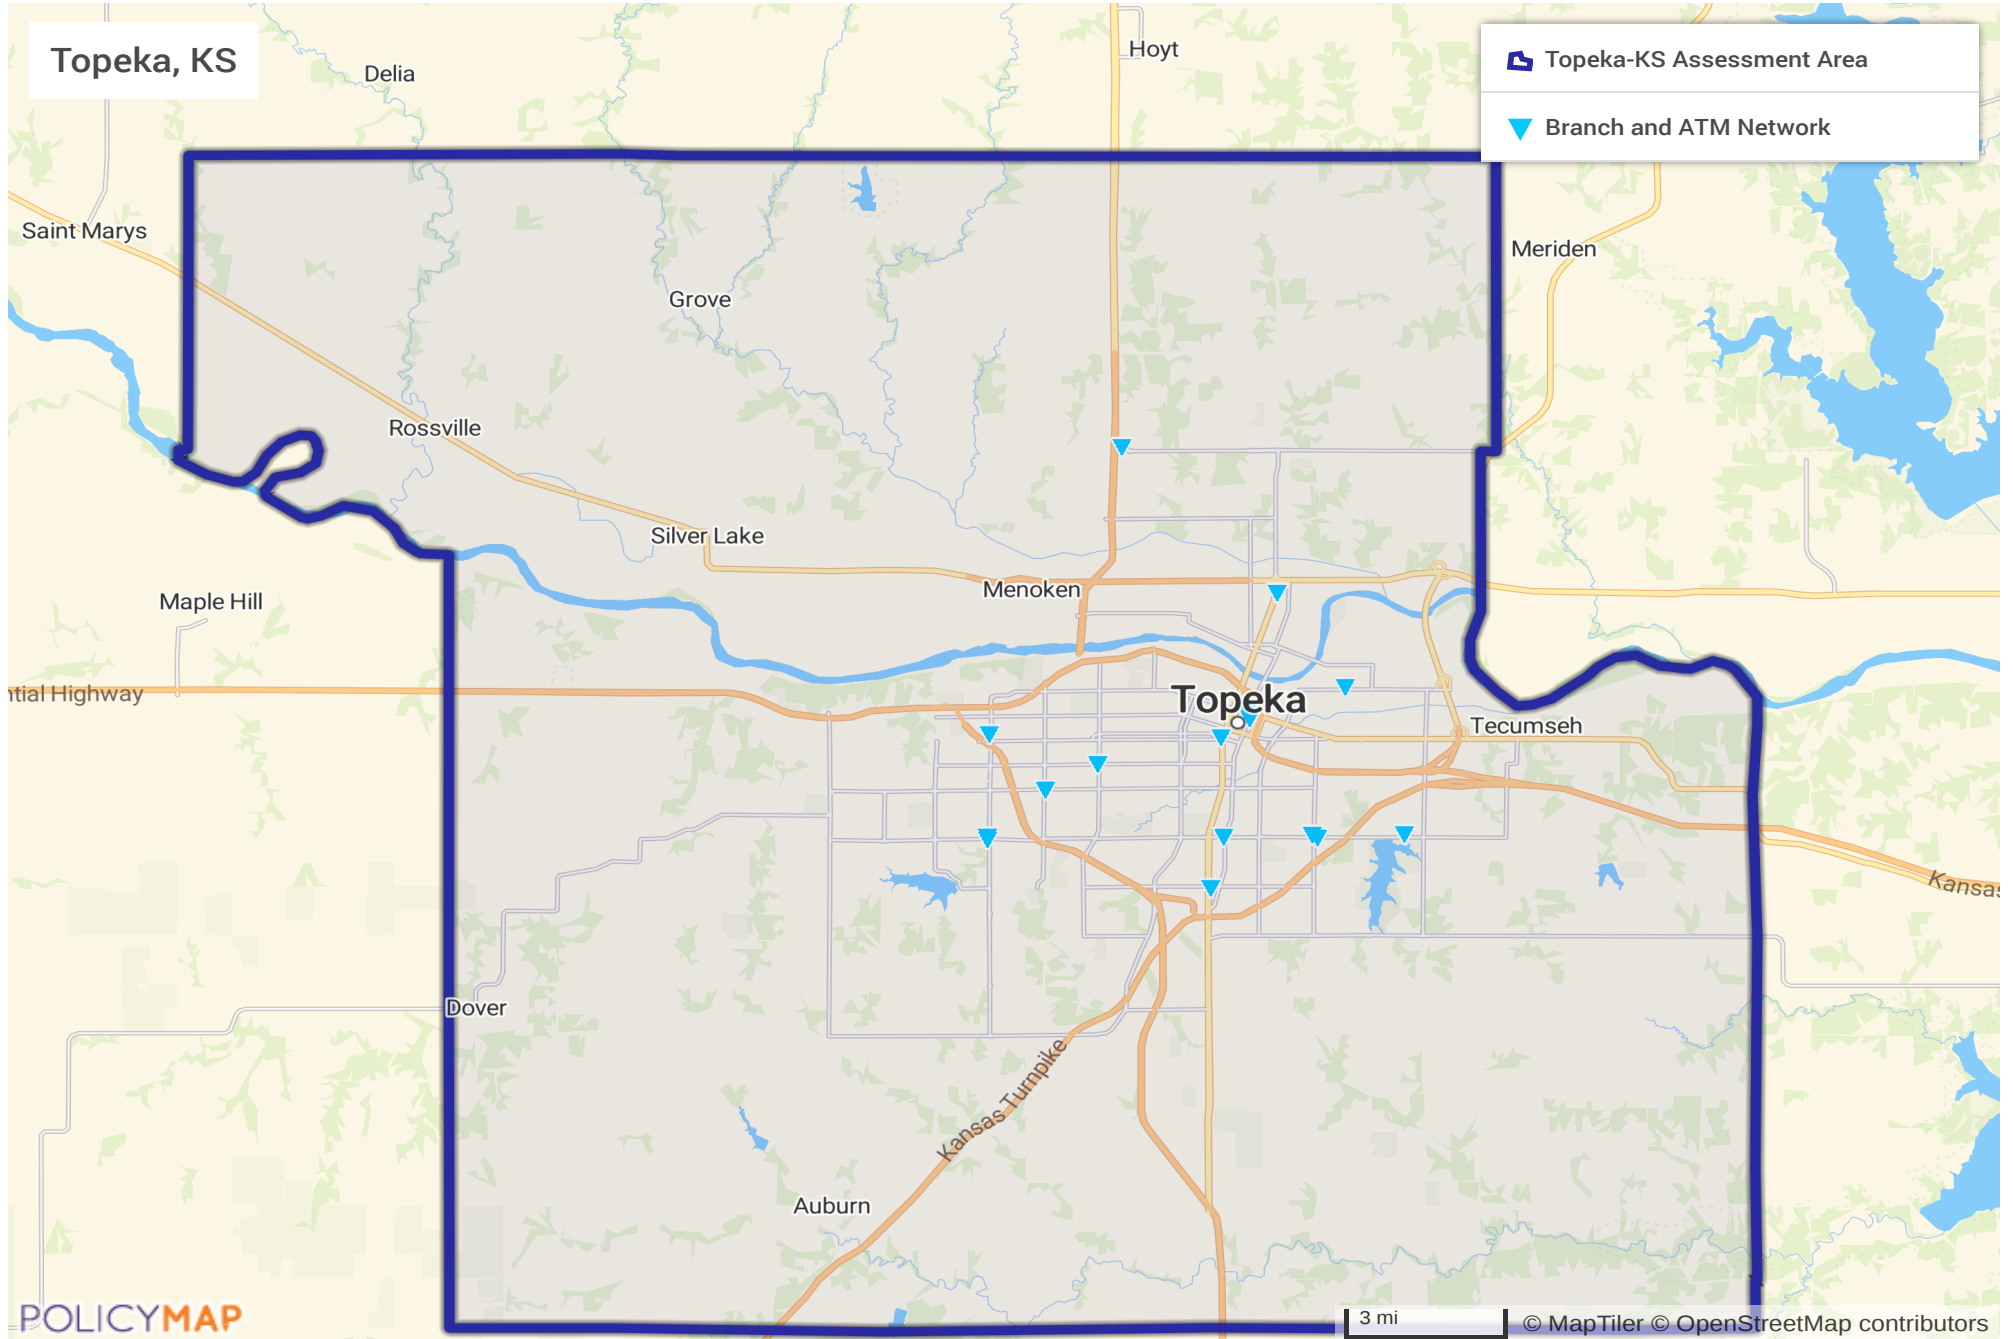 Topeka, KS
Delia
Hoyt
Topeka-KS Assessment Area
Branch and ATM Network
Saint Marys
Meriden
Grove
Rossville
Silver Lake
Menoken
Maple Hill
ntial Highway
Topeka
Tecumseh
Kansas
Dover
Kansas Turnpike
Auburn
POLICYMAP
3 mi
© MapTiler © OpenStreetMap contributors